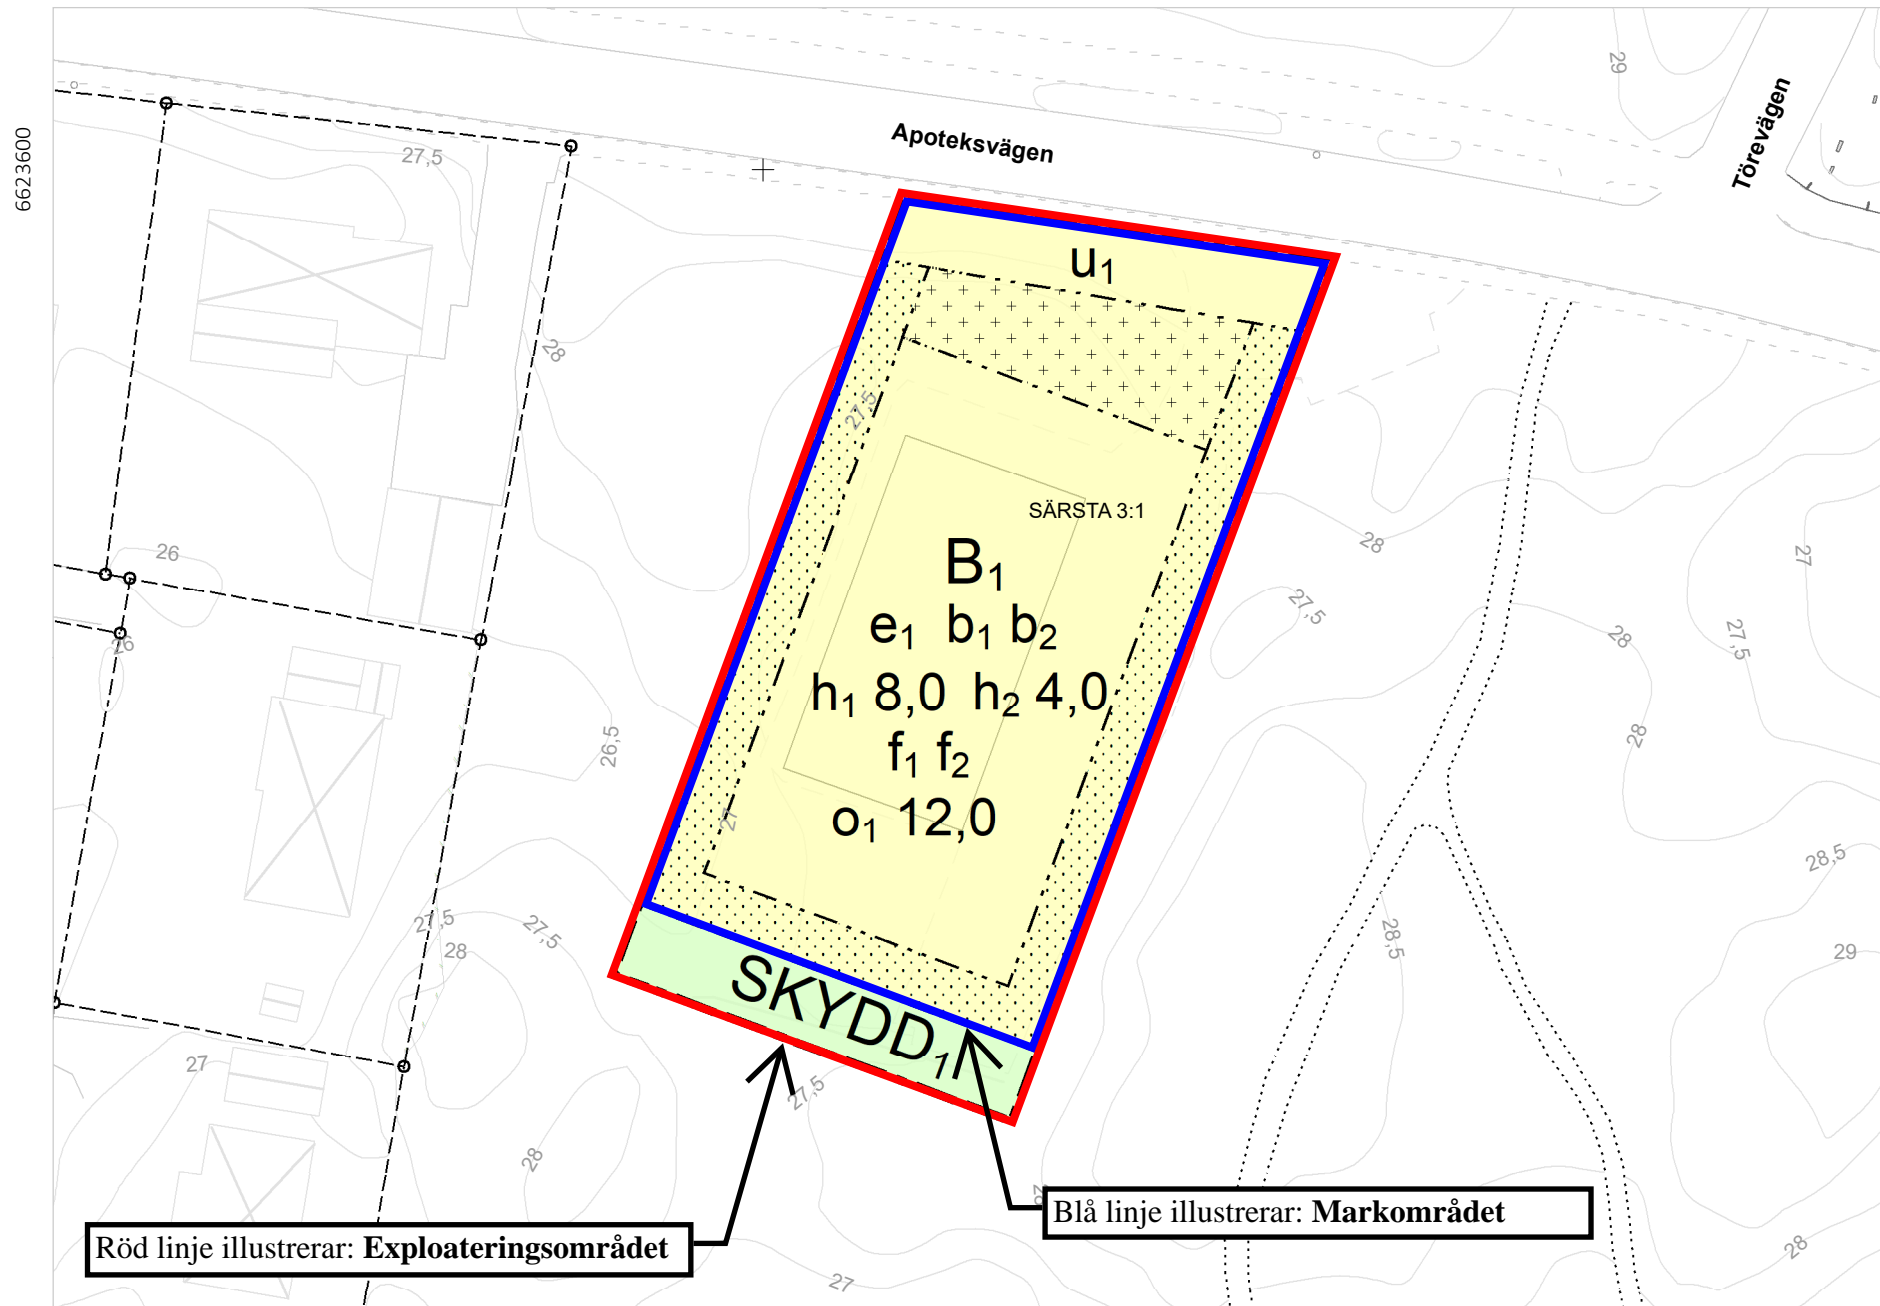 29
Törevägen
Apoteksvägen
6623600
27,5
u₁
28
27,5
SÄRSTA 3:1
28
26
27
B₁
27,5
e₁ b₁ b₂
28
27,5
26
h₁ 8,0 h₂ 4,0
28
26,5
f₁ f₂
27
o₁ 12,0
28,5
27,5
27,5
28,5
28
29
SKYDD₁
27
27,5
28
Blå linje illustrerar: Markområdet
Röd linje illustrerar: Exploateringsområdet
28
27